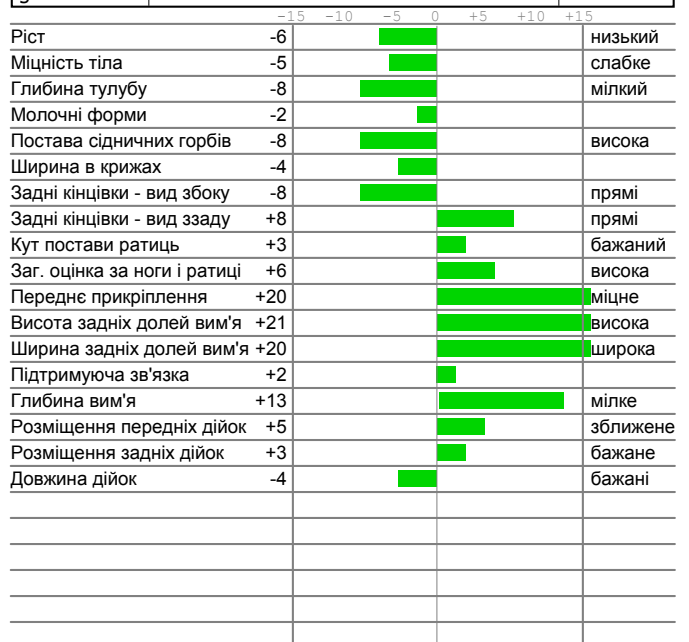 -15 -10 -5 0 +5 +10 +15
Ріст -6 низький
Міцність тіла -5 слабке
Глибина тулубу -8 мілкий
Молочні форми -2
Постава сідничних горбів -8 висока
Ширина в крижах -4
Задні кінцівки - вид збоку -8 прямі
Задні кінцівки - вид ззаду +8 прямі
Кут постави ратиць +3 бажаний
Заг. оцінка за ноги і ратиці +6 висока
Переднє прикріплення +20 міцне
Висота задніх долей вим'я +21 висока
Ширина задніх долей вим'я +20 широка
Підтримуюча зв'язка +2
Глибина вим'я +13 мілке
Розміщення передніх дійок +5 зближене
Розміщення задніх дійок +3 бажане
Довжина дійок -4 бажані